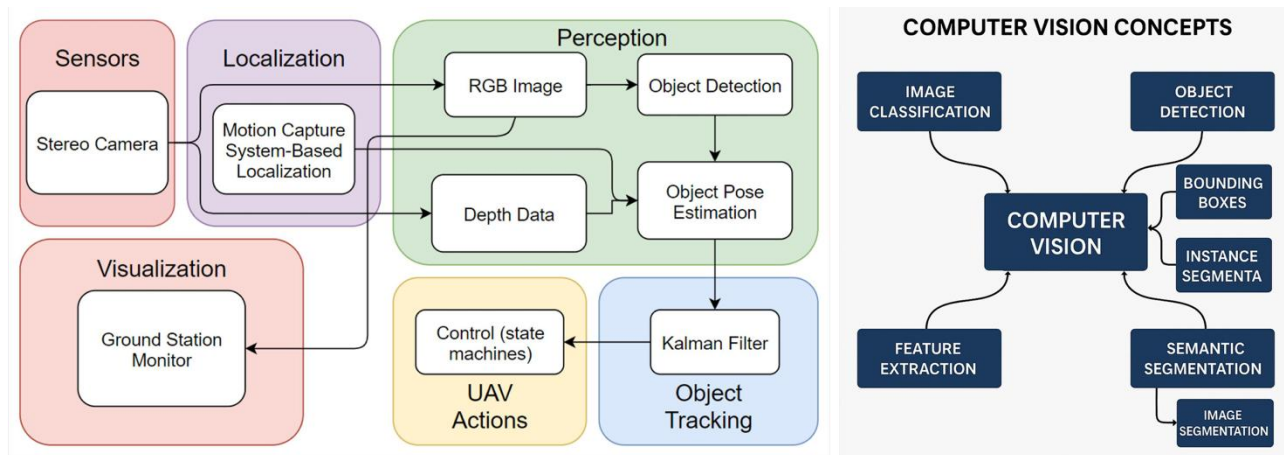 Sensors
Stereo Camera
Localization
Motion Capture
System-Based
Localization
Perception
RGB Image
Object Detection
Depth Data
Object Pose
Estimation
Visualization
Ground Station
Monitor
Control (state
machines)
UAV
Actions
Kalman Filter
Object
Tracking
COMPUTER VISION CONCEPTS
IMAGE
CLASSIFICATION
OBJECT
DETECTION
BOUNDING
BOXES
COMPUTER
VISION
INSTANCE
SEGMENTA
FEATURE
EXTRACTION
SEMANTIC
SEGMENTATION
IMAGE
SEGMENTATION